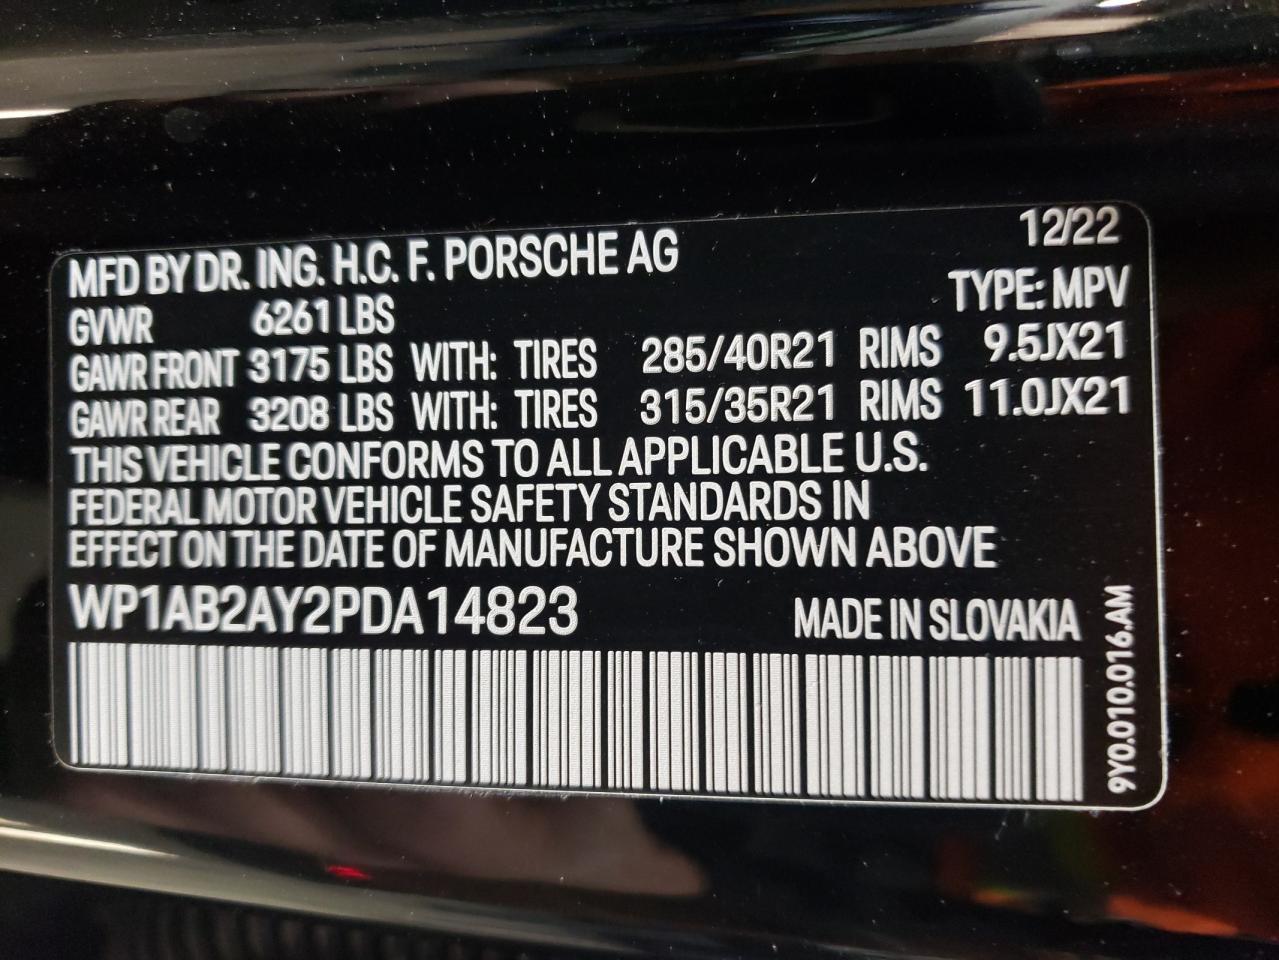 12/22
MFD BY DR. ING. H.C. F. PORSCHE AG
TYPE: MPV
GVWR 6261 LBS
GAWR FRONT 3175 LBS WITH: TIRES 285/40R21 RIMS 9.5JX21
GAWR REAR 3208 LBS WITH: TIRES 315/35R21 RIMS 11.0JX21
THIS VEHICLE CONFORMS TO ALL APPLICABLE U.S.
FEDERAL MOTOR VEHICLE SAFETY STANDARDS IN
EFFECT ON THE DATE OF MANUFACTURE SHOWN ABOVE
WP1AB2AY2PDA14823 MADE IN SLOVAKIA
9Y0.010.016.AM